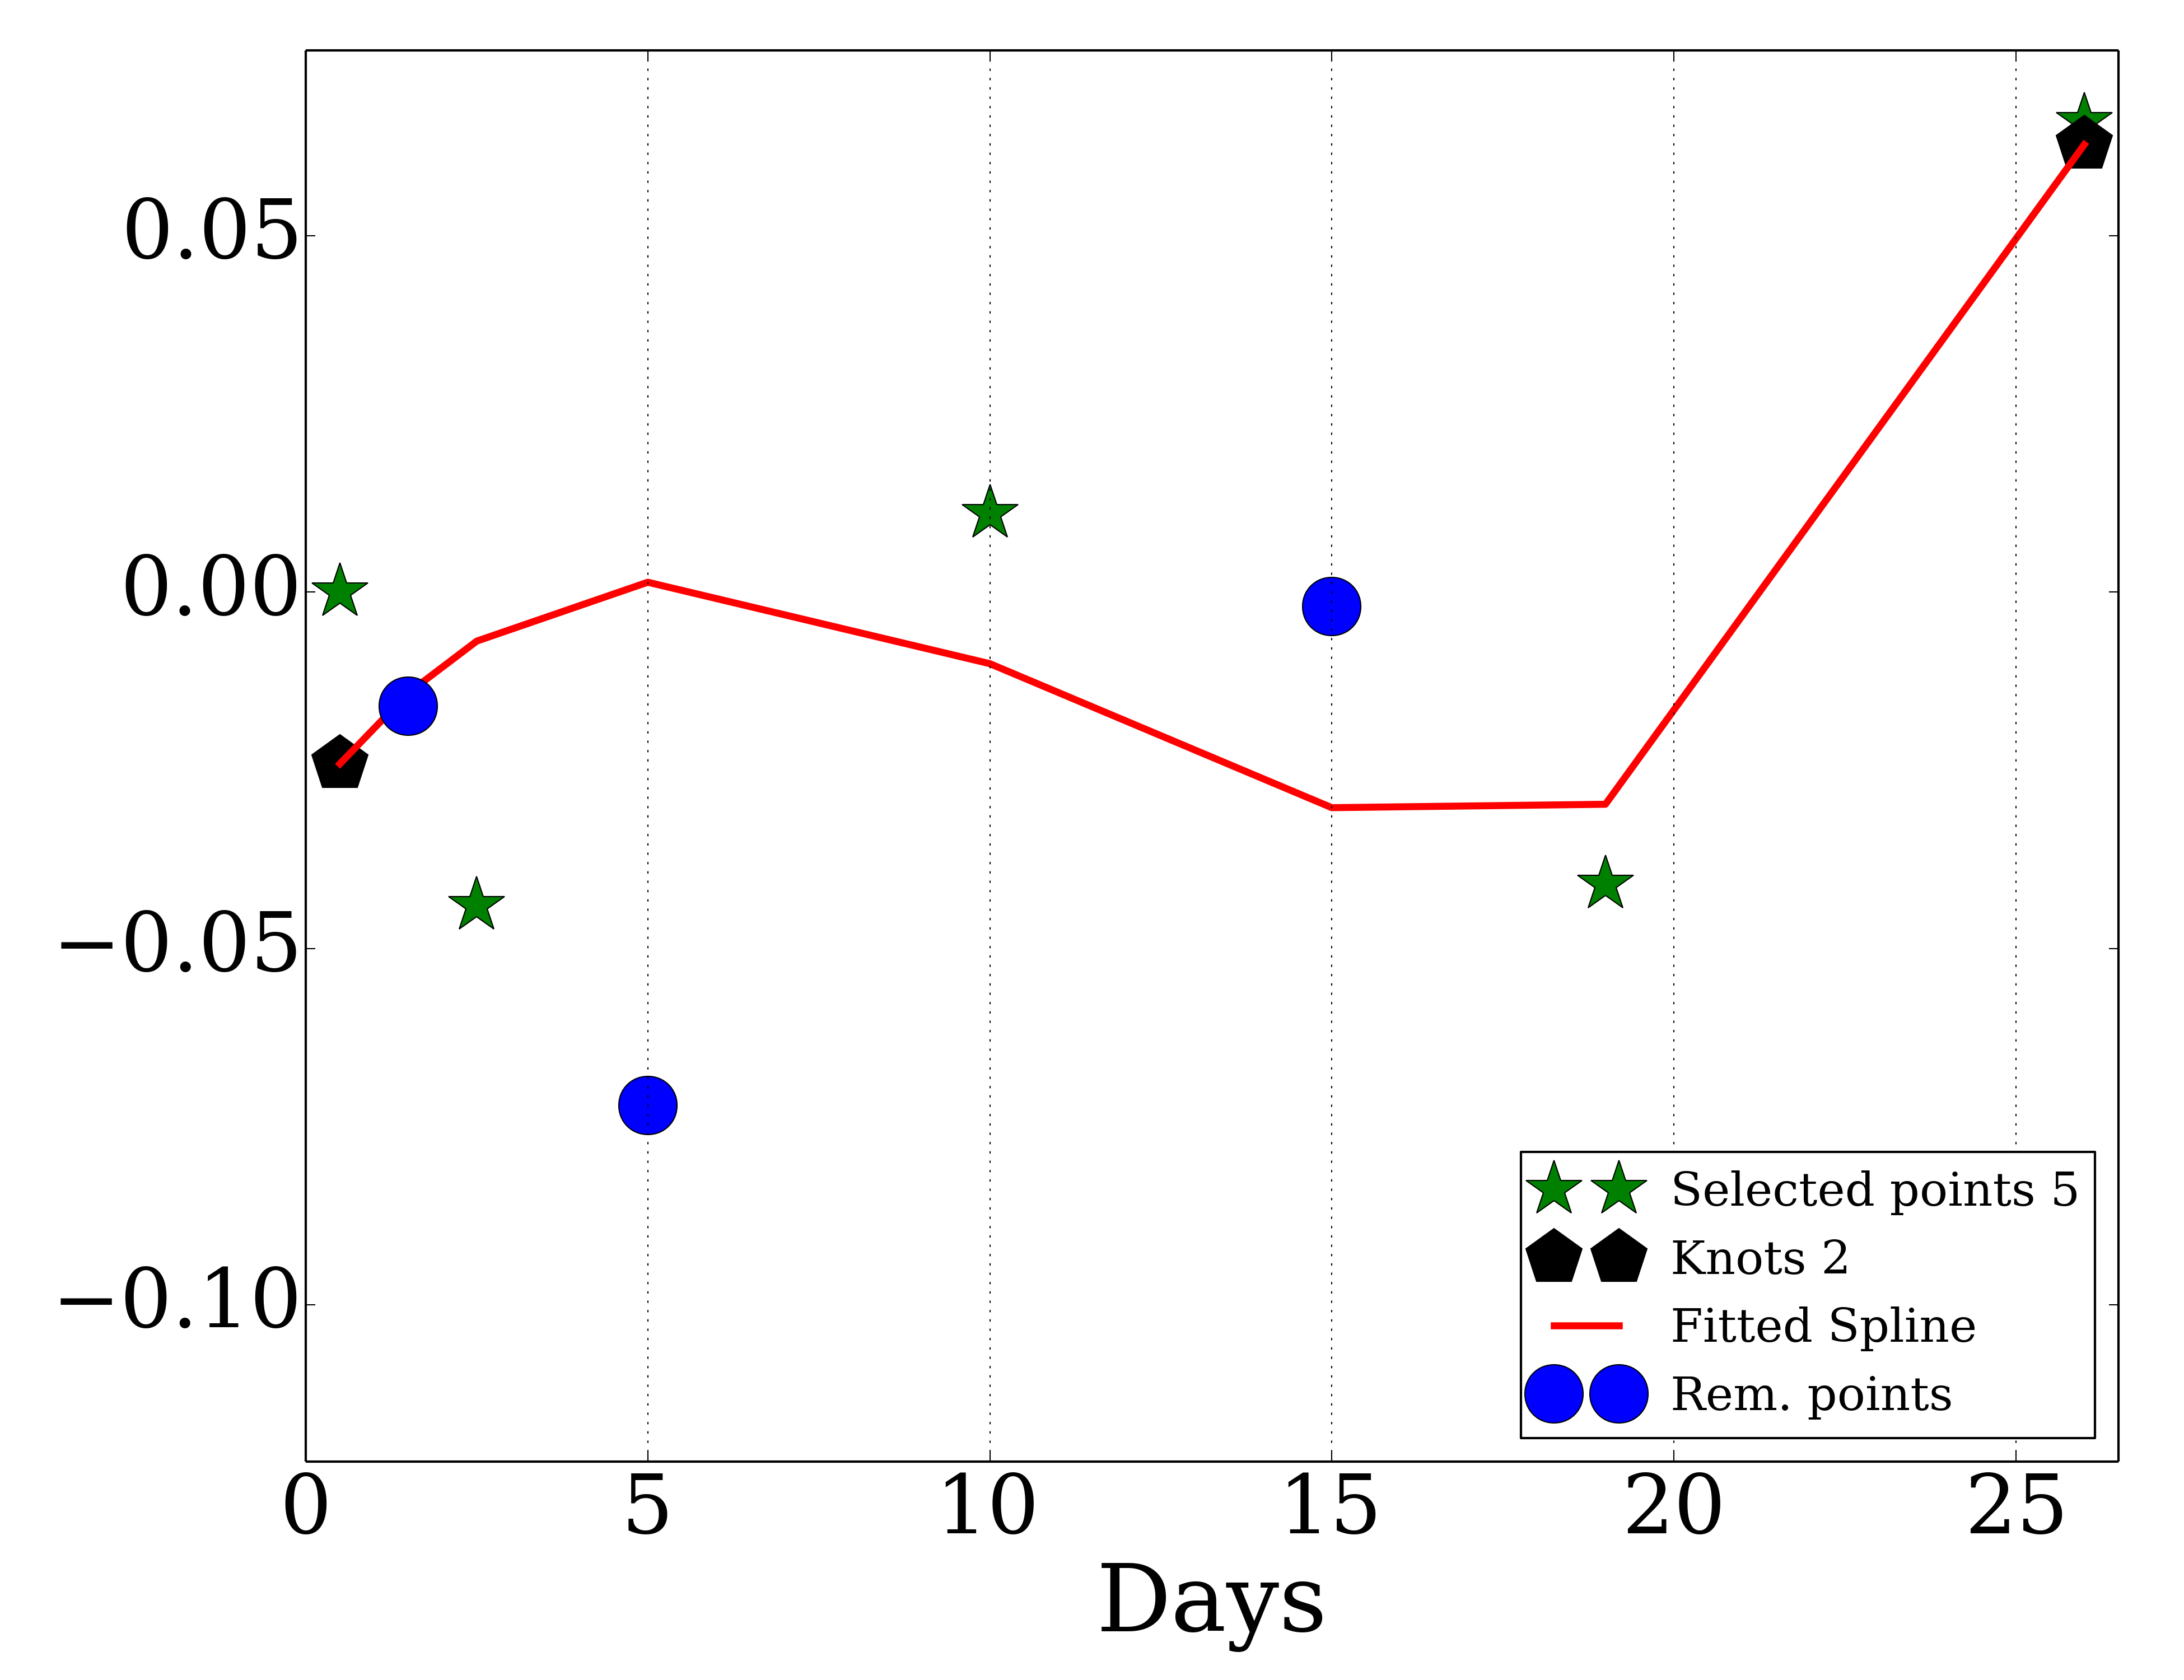 0.05
0.00
−0.05
−0.10
Selected points 5
Knots 2
Fitted Spline
Rem. points
0 5 10 15 20 25
Days